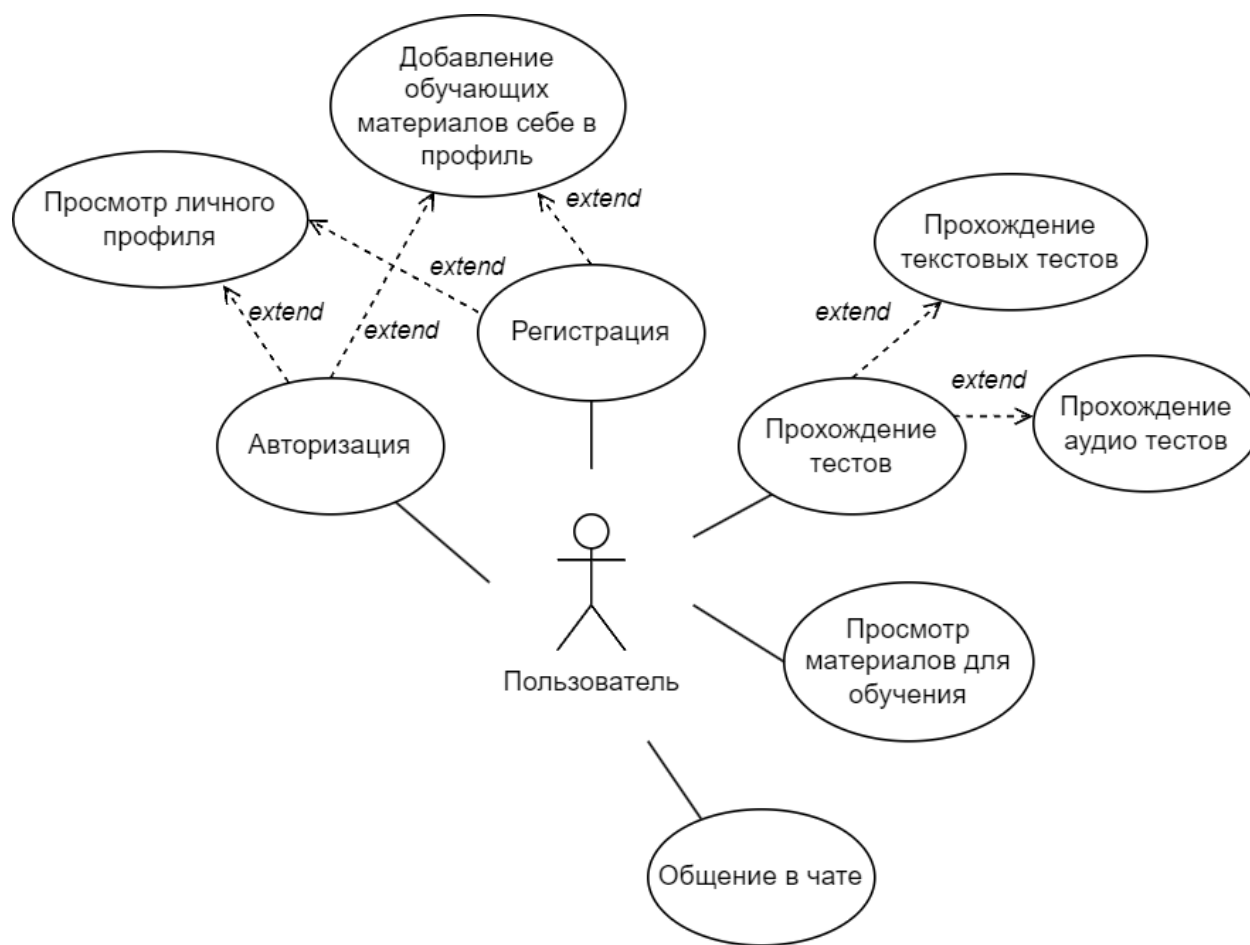 Добавление
обучающих
материалов себе в
профиль
Просмотр личного
профиля
extend
extend
extend
extend
Регистрация
Авторизация
Прохождение
текстовых тестов
extend
extend
Прохождение
аудио тестов
Прохождение
тестов
Просмотр
материалов для
обучения
Пользователь
Общение в чате